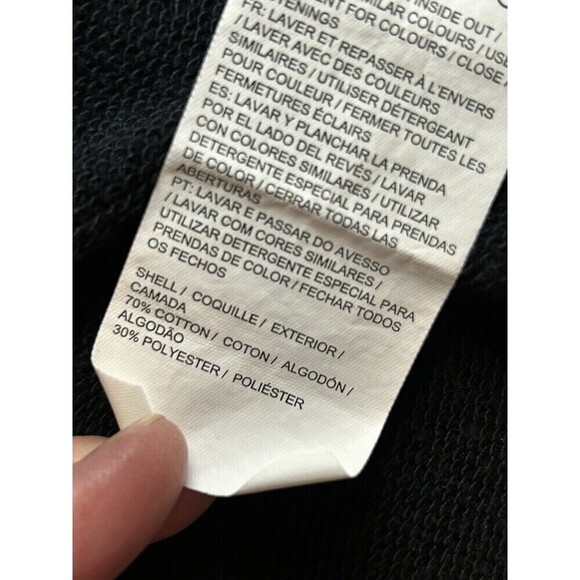 INSIDE OUT /
SIMILAR COLOURS / USE
FOR COLOURS / CLOSE
FR: LAVER ET REPASSER À L'ENVERS
/ LAVER AVEC DES COULEURS
SIMILAIRES / UTILISER DÉTERGEANT
POUR COULEUR / FERMER TOUTES LES
FERMETURES ÉCLAIRS
ES: LAVAR Y PLANCHAR LA PRENDA
POR EL LADO DEL REVÉS / LAVAR
CON COLORES SIMILARES / UTILIZAR
DETERGENTE ESPECIAL PARA PRENDAS
DE COLOR / CERRAR TODAS LAS
ABERTURAS
PT: LAVAR E PASSAR DO AVESSO
/ LAVAR COM CORES SIMILARES /
UTILIZAR DETERGENTE ESPECIAL PARA
PRENDAS DE COLOR / FECHAR TODOS
OS FECHOS
SHELL / COQUILLE / EXTERIOR /
CAMADA
70% COTTON / COTON / ALGODÓN /
ALGODÃO
30% POLYESTER / POLIÉSTER